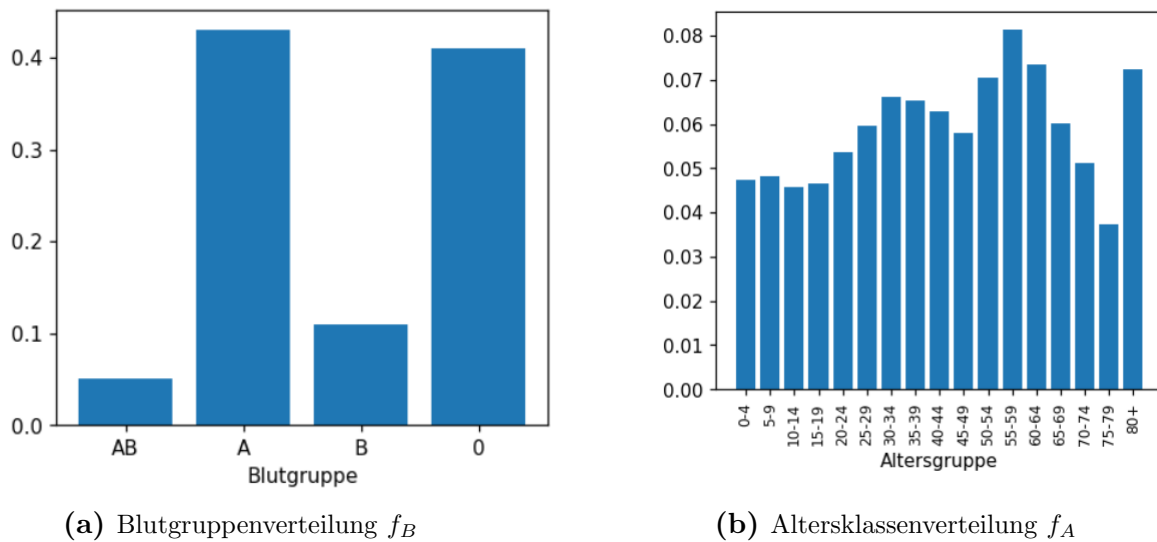 0.4
0.3
0.2
0.1
0.0
AB A B 0
Blutgruppe
(a) Blutgruppenverteilung f_B
0.08
0.07
0.06
0.05
0.04
0.03
0.02
0.01
0.00
0-4 5-9 10-14 15-19 20-24 25-29 30-34 35-39 40-44 45-49 50-54 55-59 60-64 65-69 70-74 75-79 80+
Altersgruppe
(b) Altersklassenverteilung f_A